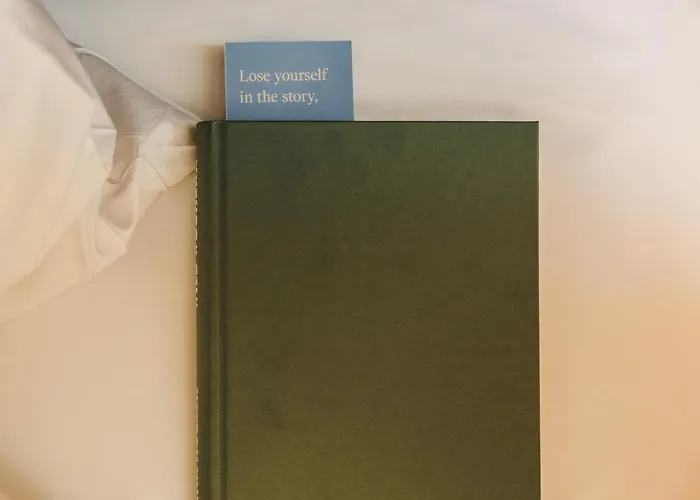 Lose yourself
in the story,